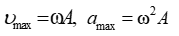 υmax = ωA, amax = ω²A